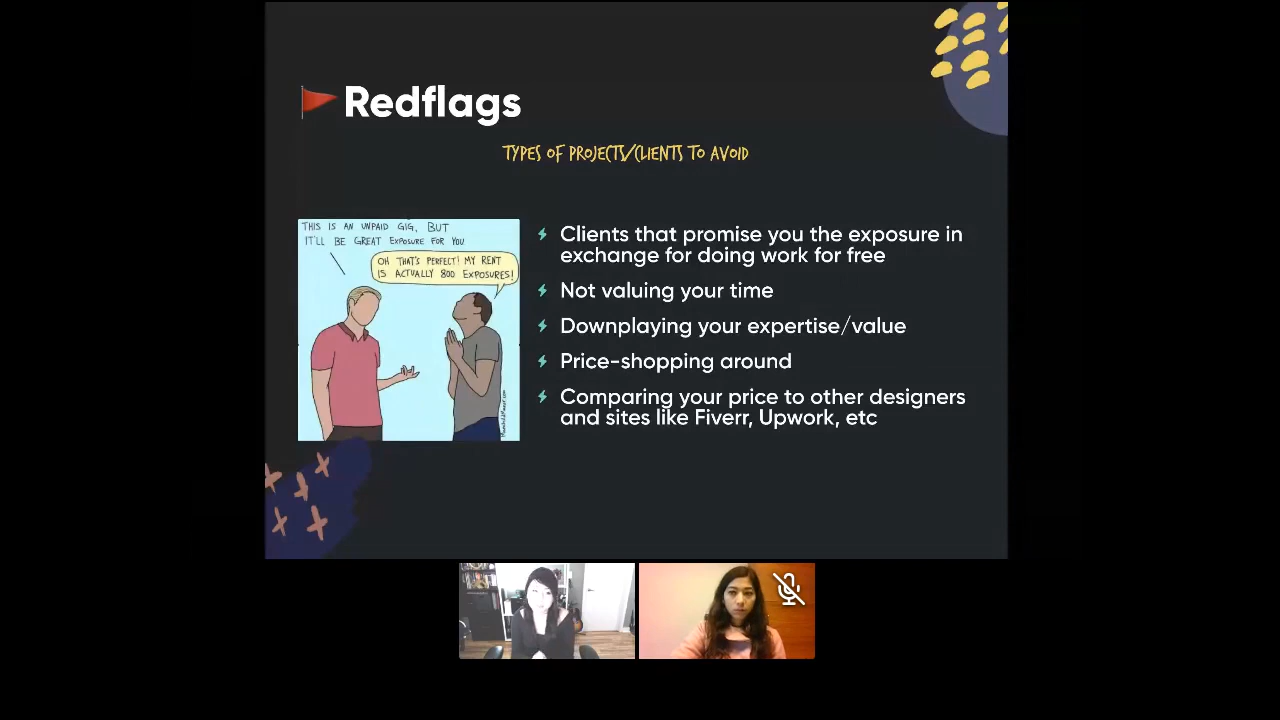 Redflags
TYPES OF PROJECTS/CLIENTS TO AVOID
THIS IS AN UNPAID GIG, BUT
IT'LL BE GREAT EXPOSURE FOR YOU
OH THAT'S PERFECT! MY RENT
IS ACTUALLY 800 EXPOSURES!
Clients that promise you the exposure in
exchange for doing work for free
Not valuing your time
Downplaying your expertise/value
Price-shopping around
Comparing your price to other designers
and sites like Fiverr, Upwork, etc